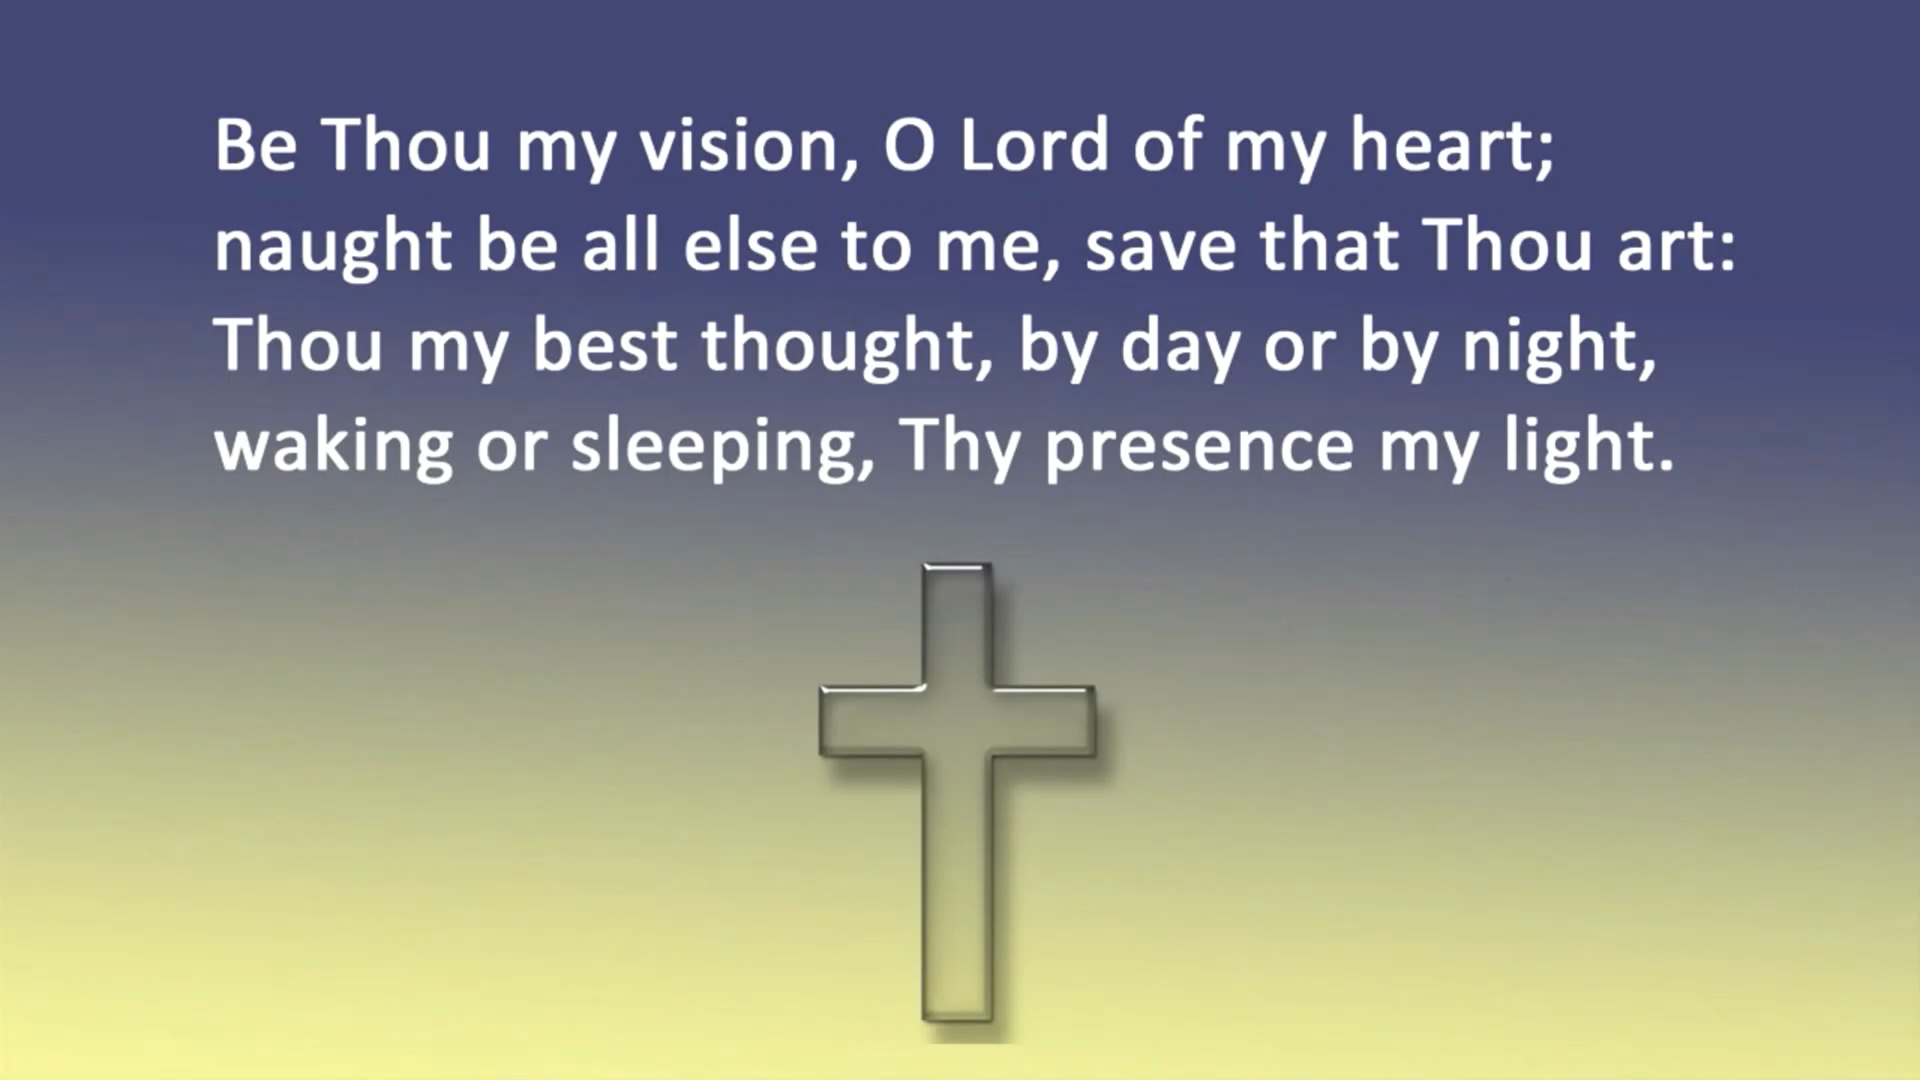 Be Thou my vision, O Lord of my heart;
naught be all else to me, save that Thou art:
Thou my best thought, by day or by night,
waking or sleeping, Thy presence my light.